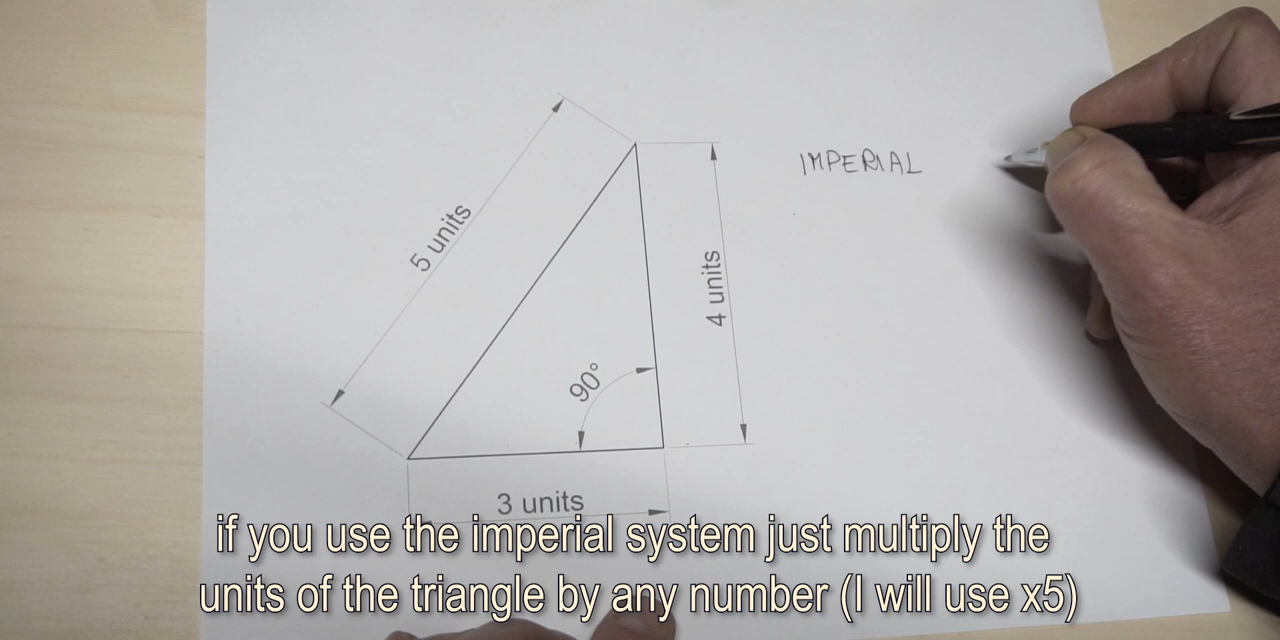 IMPERIAL
5 units
4 units
90°
3 units
if you use the imperial system just multiply the
units of the triangle by any number (I will use x5)